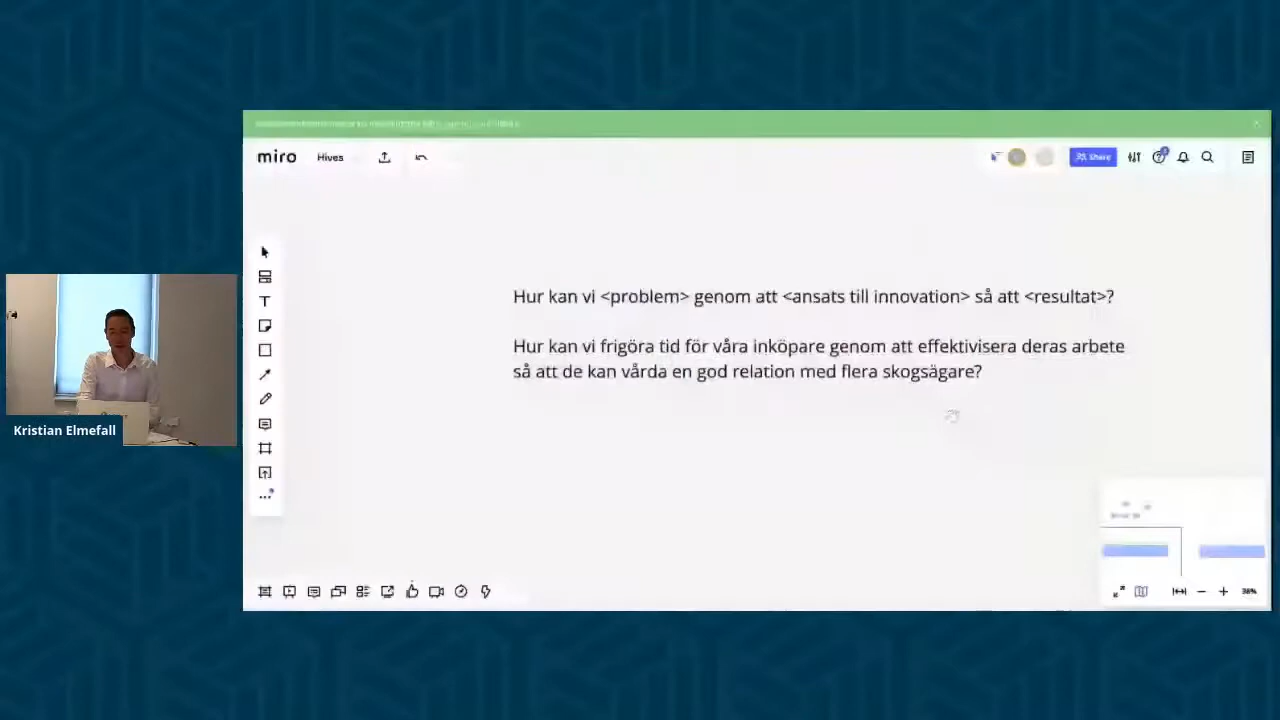 miro
Hives
Share
Hur kan vi <problem> genom att <ansats till innovation> så att <resultat>?
Hur kan vi frigöra tid för våra inköpare genom att effektivisera deras arbete
så att de kan vårda en god relation med flera skogsägare?
Kristian Elmefall
38%